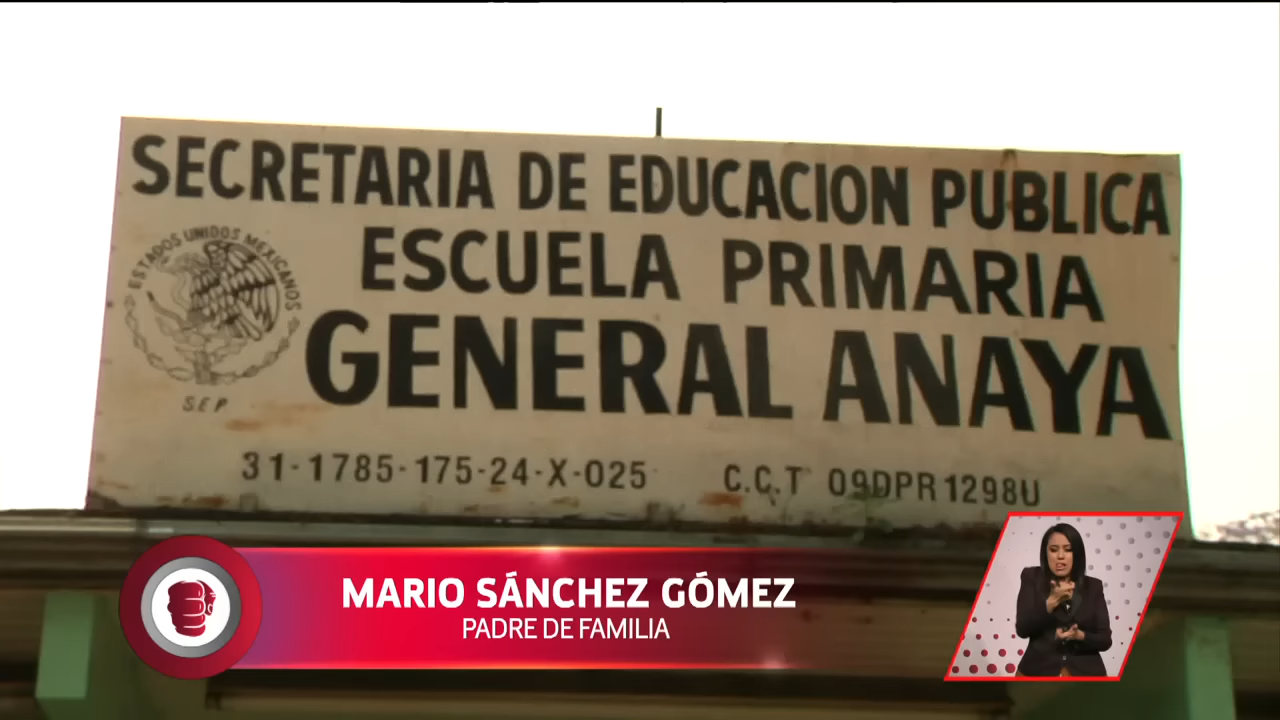 SECRETARIA DE EDUCACION PUBLICA
ESCUELA PRIMARIA
GENERAL ANAYA
ESTADOS UNIDOS MEXICANOS
S.E.P.
31-1785-175-24-X-025 C.C.T 09DPR1298U
MARIO SÁNCHEZ GÓMEZ
PADRE DE FAMILIA